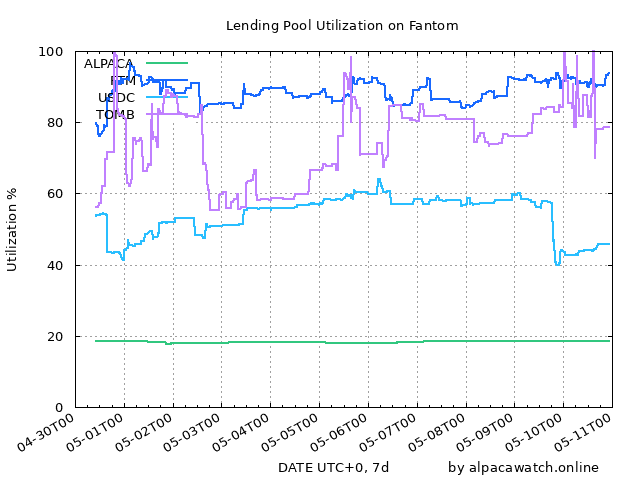 Lending Pool Utilization on Fantom
100
80
60
40
20
0
Utilization %
ALPACA
FTM
USDC
TOMB
04-30T00
05-01T00
05-02T00
05-03T00
05-04T00
05-05T00
05-06T00
05-07T00
05-08T00
05-09T00
05-10T00
05-11T00
DATE UTC+0, 7d
by alpacawatch.online